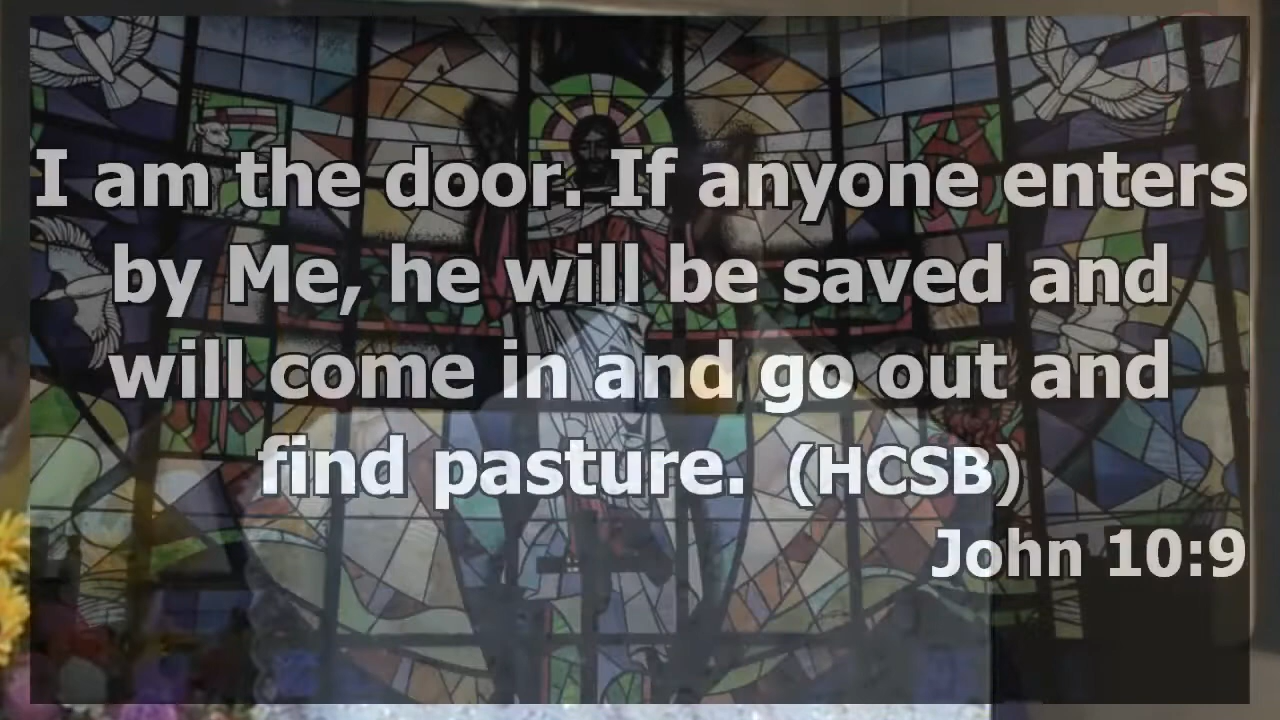 I am the door. If anyone enters
by Me, he will be saved and
will come in and go out and
find pasture. (HCSB)
John 10:9